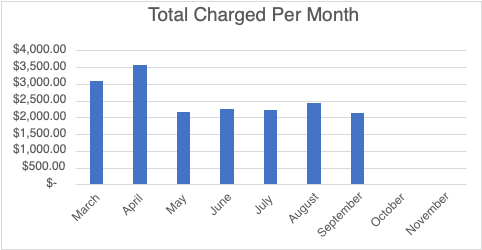 Total Charged Per Month
$4,000.00
$3,500.00
$3,000.00
$2,500.00
$2,000.00
$1,500.00
$1,000.00
$500.00
$-
March
April
May
June
July
August
September
October
November